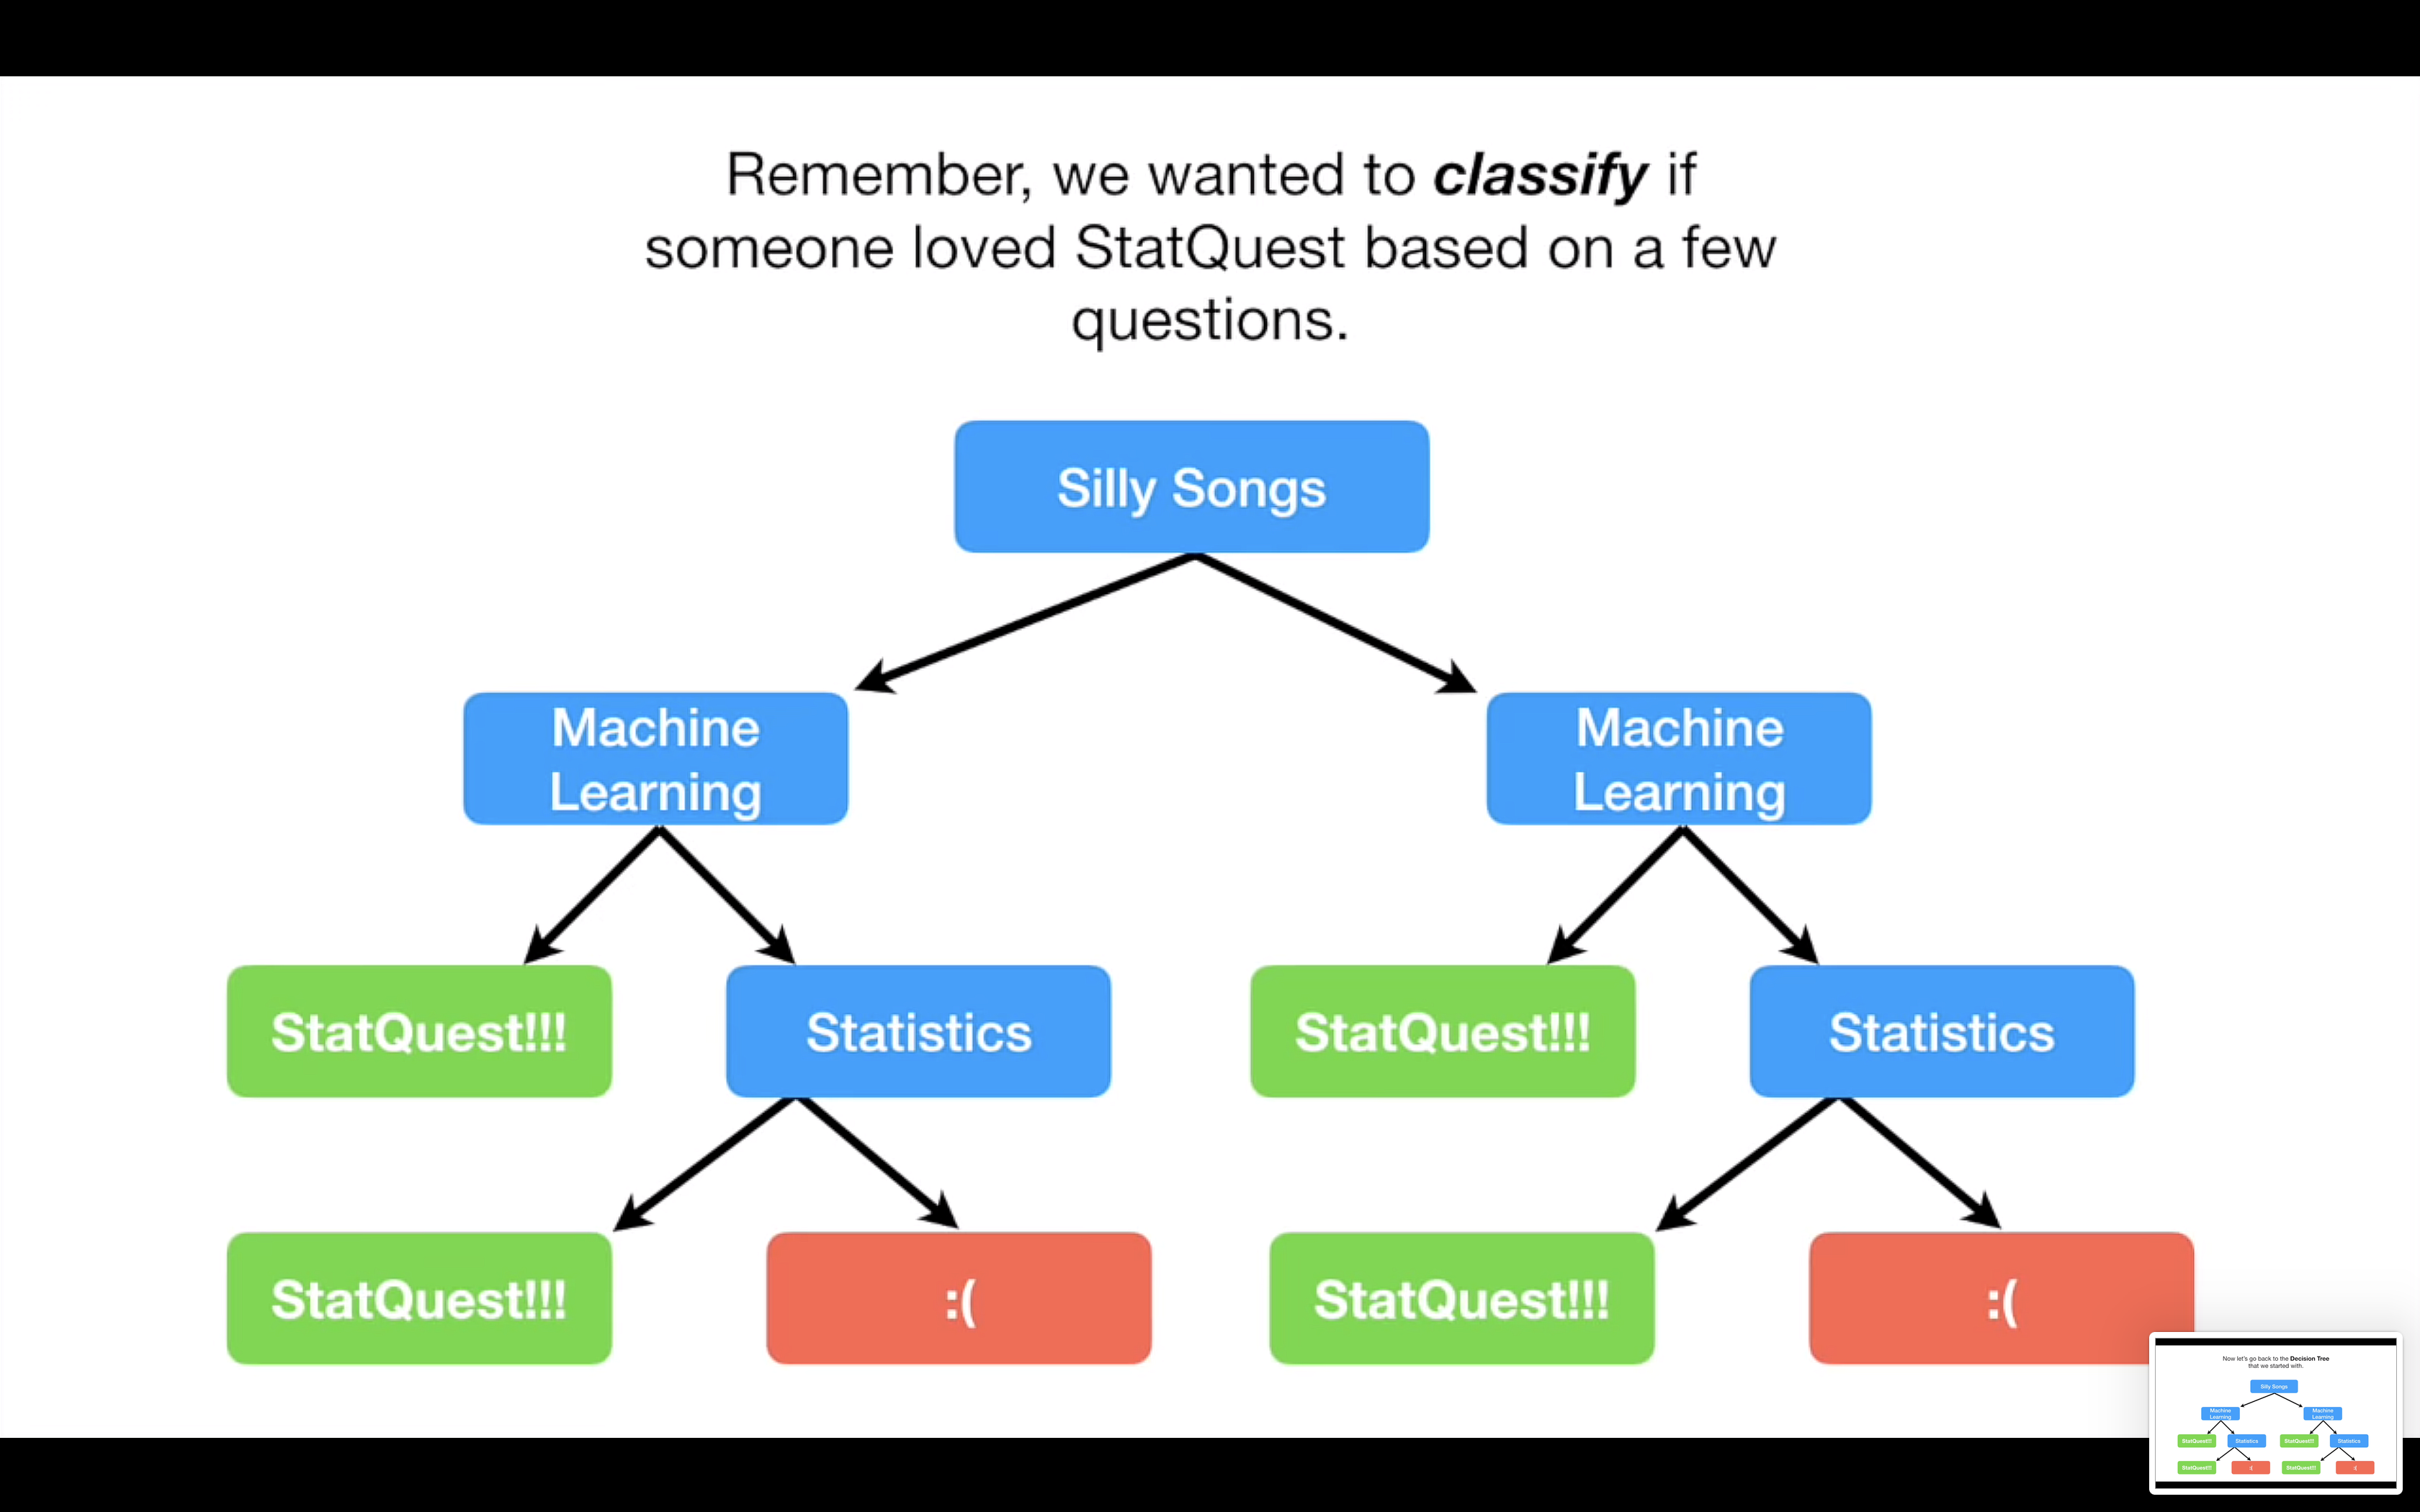 Remember, we wanted to classify if
someone loved StatQuest based on a few
questions.
Silly Songs
Machine
Learning
Machine
Learning
StatQuest!!!
Statistics
StatQuest!!!
Statistics
StatQuest!!!
:(
StatQuest!!!
:(
Now let's go back to the Decision Tree
that we started with.
Silly Songs
Machine
Learning
Machine
Learning
StatQuest!!!
Statistics
StatQuest!!!
Statistics
StatQuest!!!
:(
StatQuest!!!
:(